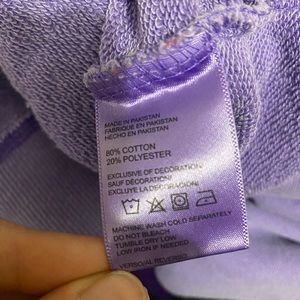 MADE IN PAKISTAN
FABRIQUE EN PAKISTAN
HECHO EN PAKISTAN
80% COTTON
20% POLYESTER
EXCLUSIVE OF DECORATION
SAUF DECORATION/
EXCLUYE LA DECORACION:
MACHINE WASH COLD SEPARATELY
DO NOT BLEACH
TUMBLE DRY LOW
LOW IRON IF NEEDED
REVERSO